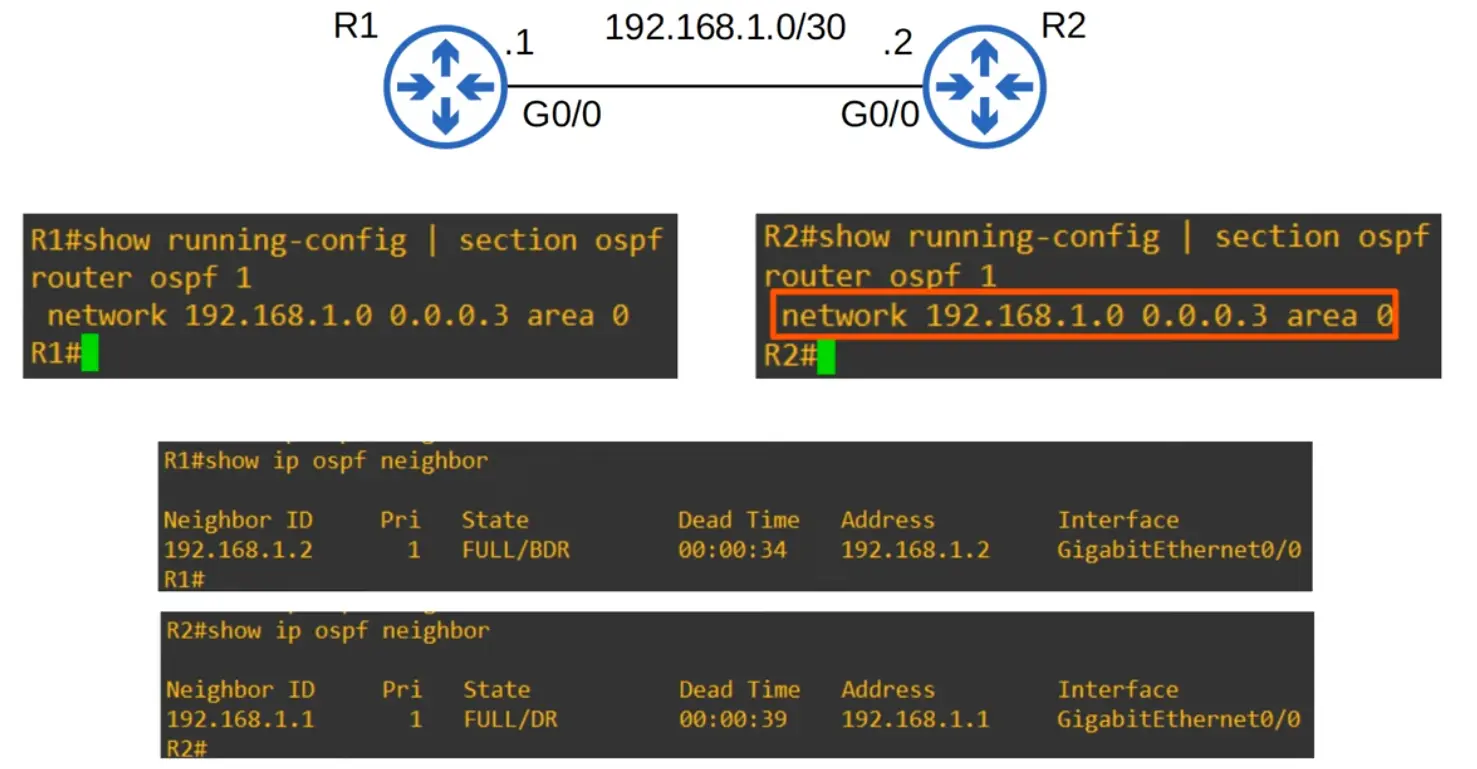 R1 192.168.1.0/30 R2
.1 .2
G0/0 G0/0
R1#show running-config | section ospf
router ospf 1
network 192.168.1.0 0.0.0.3 area 0
R1#
R2#show running-config | section ospf
router ospf 1
network 192.168.1.0 0.0.0.3 area 0
R2#
R1#show ip ospf neighbor
Neighbor ID Pri State Dead Time Address Interface
192.168.1.2 1 FULL/BDR 00:00:34 192.168.1.2 GigabitEthernet0/0
R1#
R2#show ip ospf neighbor
Neighbor ID Pri State Dead Time Address Interface
192.168.1.1 1 FULL/DR 00:00:39 192.168.1.1 GigabitEthernet0/0
R2#